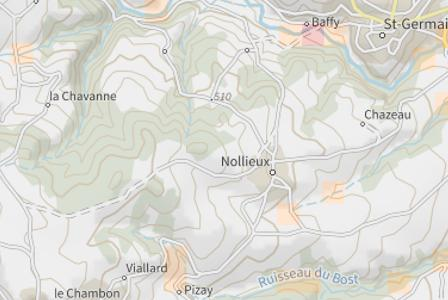 Baffy
St-Germai
la Chavanne
510
Chazeau
Nollieux
Viallard
Ruisseau du Bost
le Chambon
Pizay